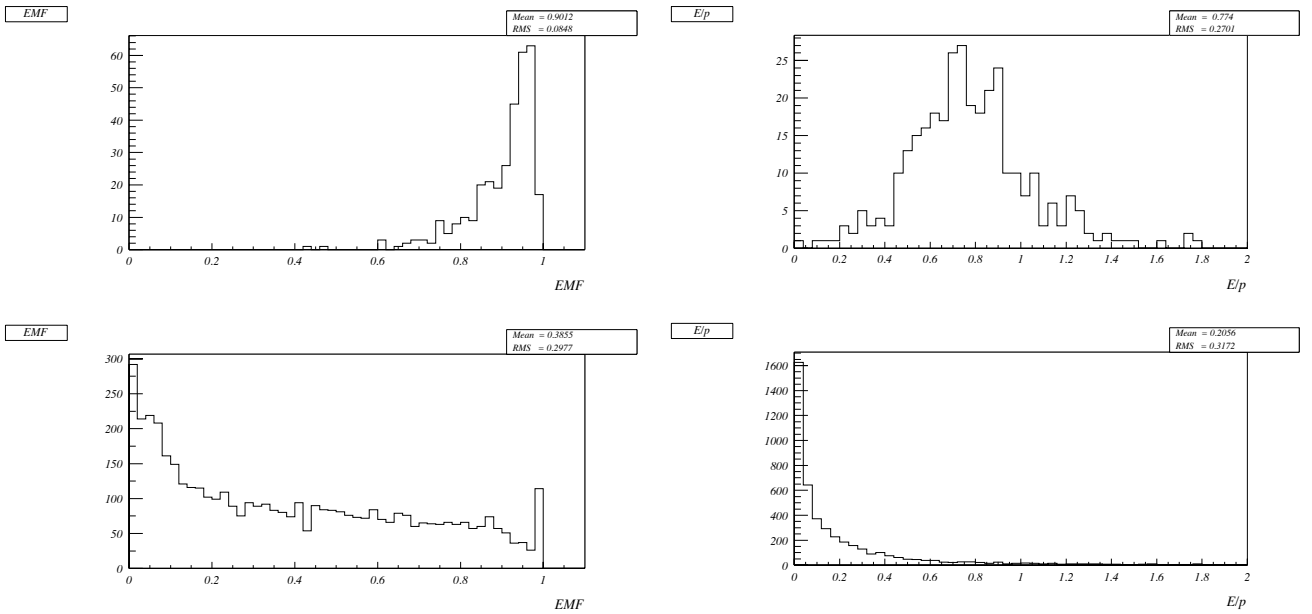 EMF
Mean = 0.9012
RMS = 0.0848
60
50
40
30
20
10
0
0 0.2 0.4 0.6 0.8 1
EMF
E/p
Mean = 0.774
RMS = 0.2701
25
20
15
10
5
0
0 0.2 0.4 0.6 0.8 1 1.2 1.4 1.6 1.8 2
E/p
EMF
Mean = 0.3855
RMS = 0.2977
300
250
200
150
100
50
0
0 0.2 0.4 0.6 0.8 1
EMF
E/p
Mean = 0.2056
RMS = 0.3172
1600
1400
1200
1000
800
600
400
200
0
0 0.2 0.4 0.6 0.8 1 1.2 1.4 1.6 1.8 2
E/p